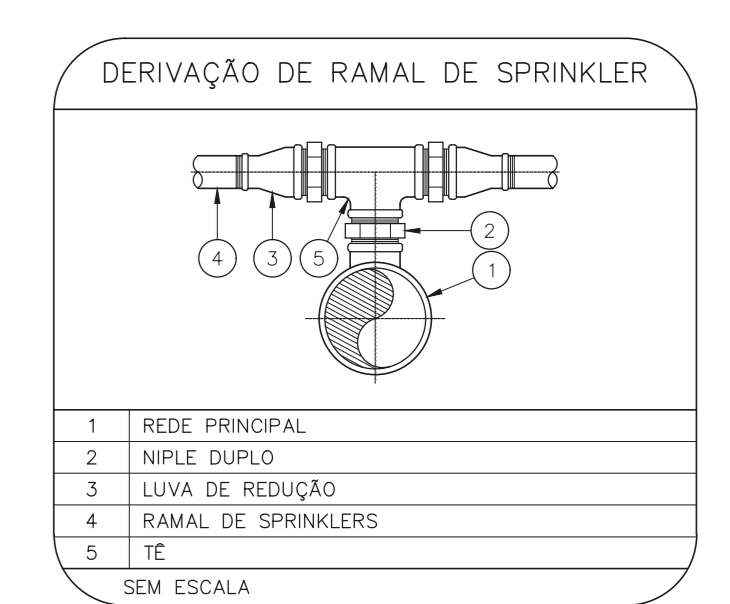 DERIVAÇÃO DE RAMAL DE SPRINKLER
4 3 5 2
1
1 REDE PRINCIPAL
2 NIPLE DUPLO
3 LUVA DE REDUÇÃO
4 RAMAL DE SPRINKLERS
5 TÊ
SEM ESCALA